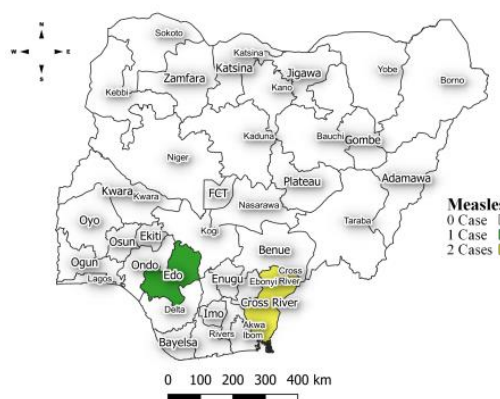 N
W E
S
Sokoto
Katsina
Katsina
Jigawa
Yobe
Borno
Zamfara
Kebbi
Kano
Kaduna
Bauchi
Gombe
Niger
Adamawa
Plateau
Kwara
Kwara
FCT
Nasarawa
Taraba
Oyo
Kogi
Osun
Ekiti
Benue
Ogun
Ondo
Edo
Lagos
Enugu
Ebonyi
Cross
River
Cross River
Delta
Imo
Akwa
Ibom
Rivers
Bayelsa
Measles
0 Case
1 Case
2 Cases
0 100 200 300 400 km